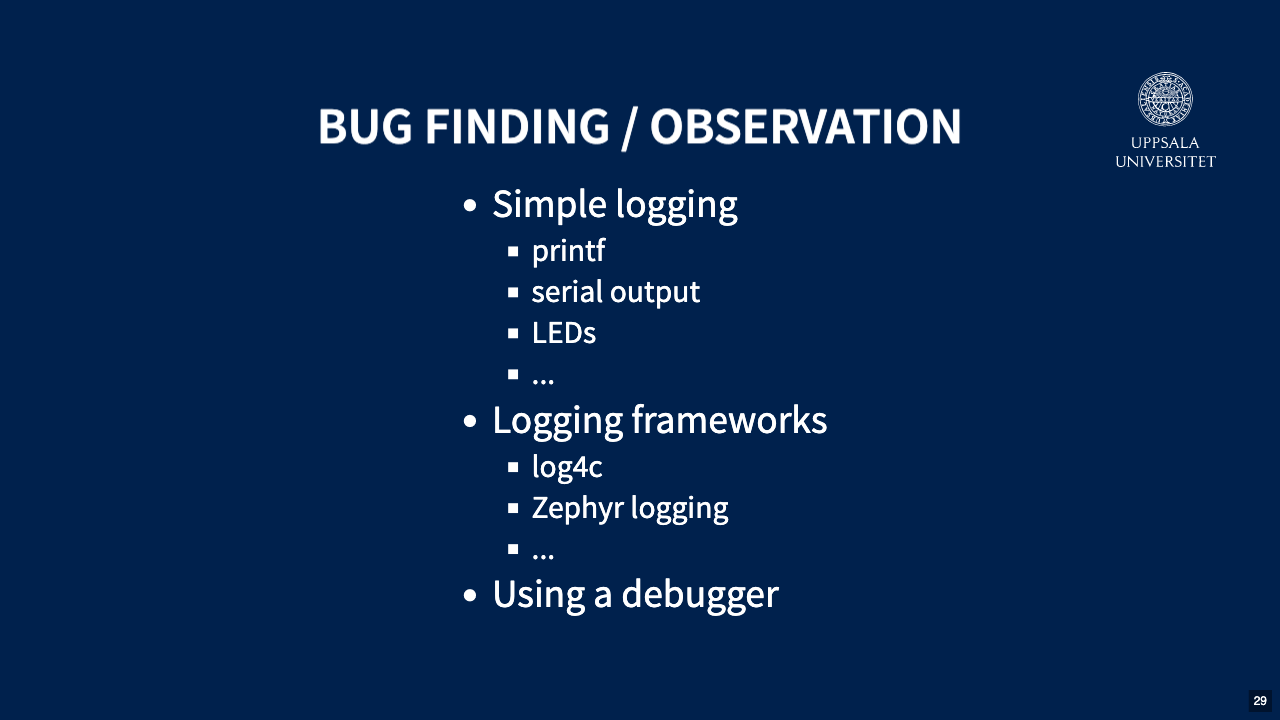 BUG FINDING / OBSERVATION
UPPSALA
UNIVERSITET
• Simple logging
▪ printf
▪ serial output
▪ LEDs
▪ ...
• Logging frameworks
▪ log4c
▪ Zephyr logging
▪ ...
• Using a debugger
29